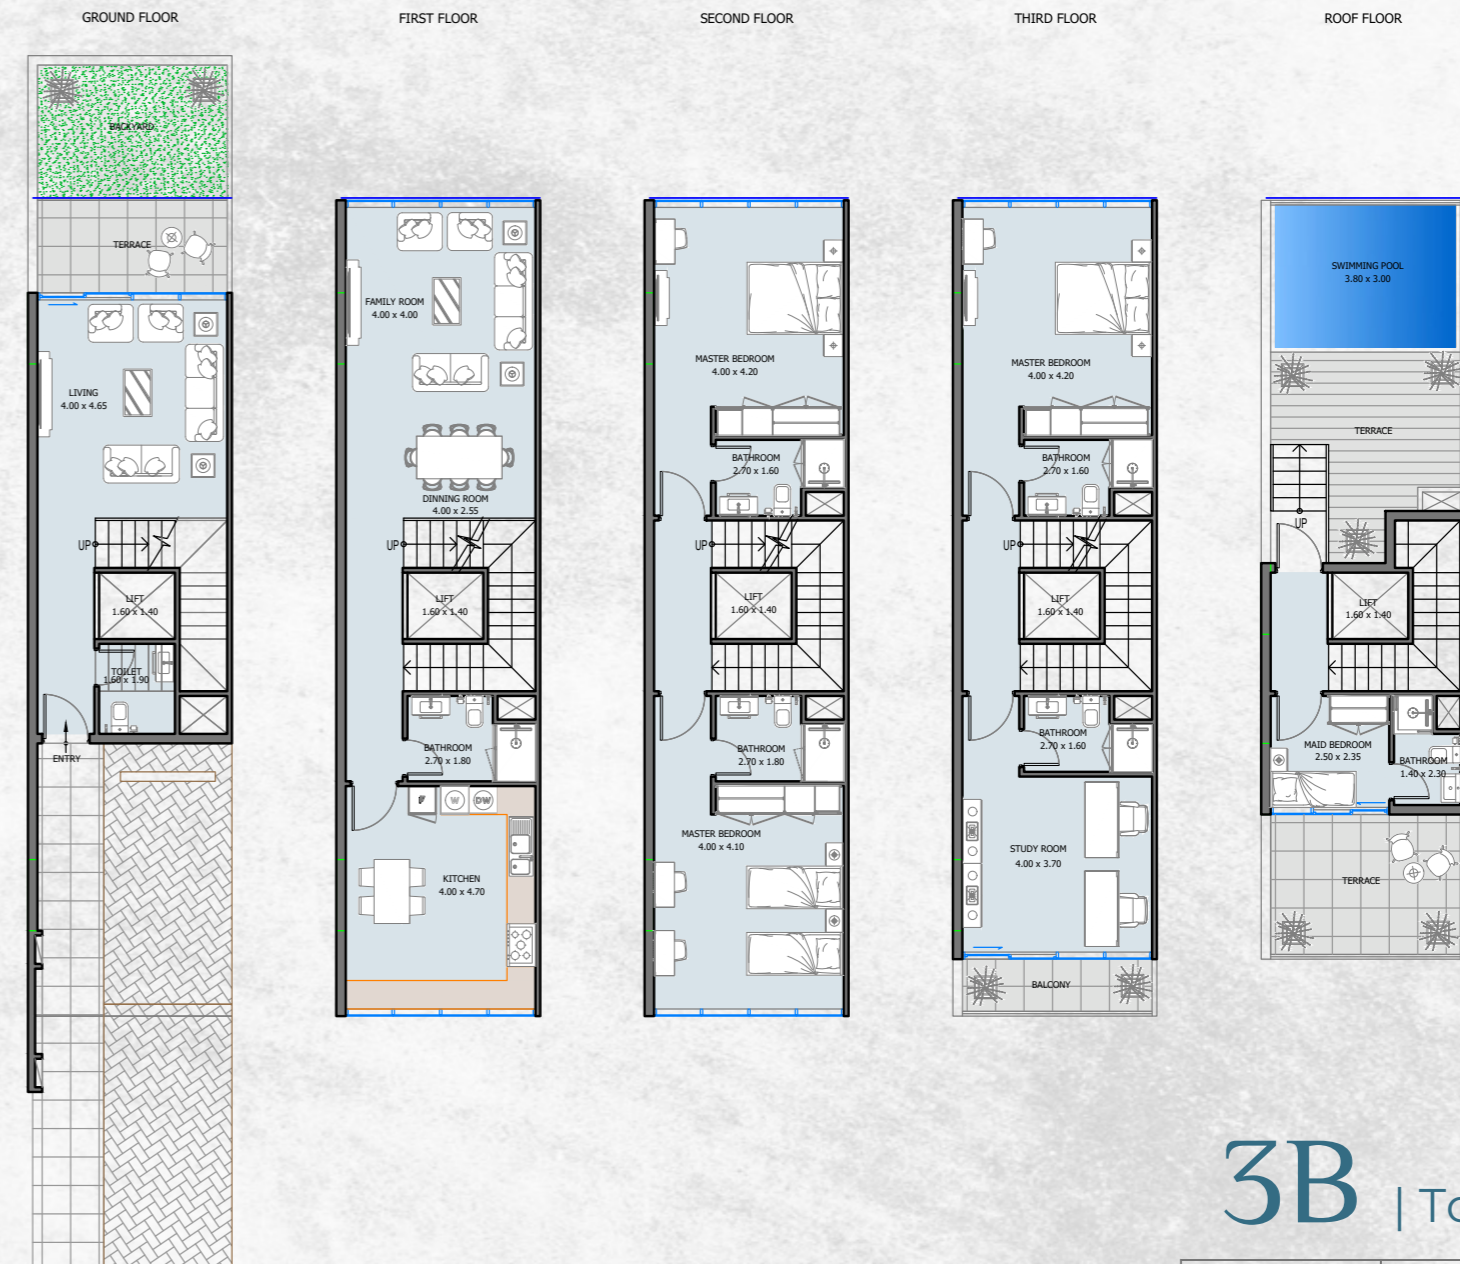 GROUND FLOOR
FIRST FLOOR
SECOND FLOOR
THIRD FLOOR
ROOF FLOOR
BACKYARD
TERRACE
LIVING
4.00 x 4.65
UP
LIFT
1.60 x 1.40
TOILET
1.60 x 1.90
ENTRY
FAMILY ROOM
4.00 x 4.00
DINNING ROOM
4.00 x 2.55
UP
LIFT
1.60 x 1.40
BATHROOM
2.70 x 1.80
F
W
DW
KITCHEN
4.00 x 4.70
MASTER BEDROOM
4.00 x 4.20
BATHROOM
2.70 x 1.60
UP
LIFT
1.60 x 1.40
BATHROOM
2.70 x 1.80
MASTER BEDROOM
4.00 x 4.10
MASTER BEDROOM
4.00 x 4.20
BATHROOM
2.70 x 1.60
UP
LIFT
1.60 x 1.40
BATHROOM
2.70 x 1.60
STUDY ROOM
4.00 x 3.70
BALCONY
SWIMMING POOL
3.80 x 3.00
TERRACE
UP
LIFT
1.60 x 1.40
MAID BEDROOM
2.50 x 2.35
BATHROOM
1.40 x 2.30
TERRACE
3B | To